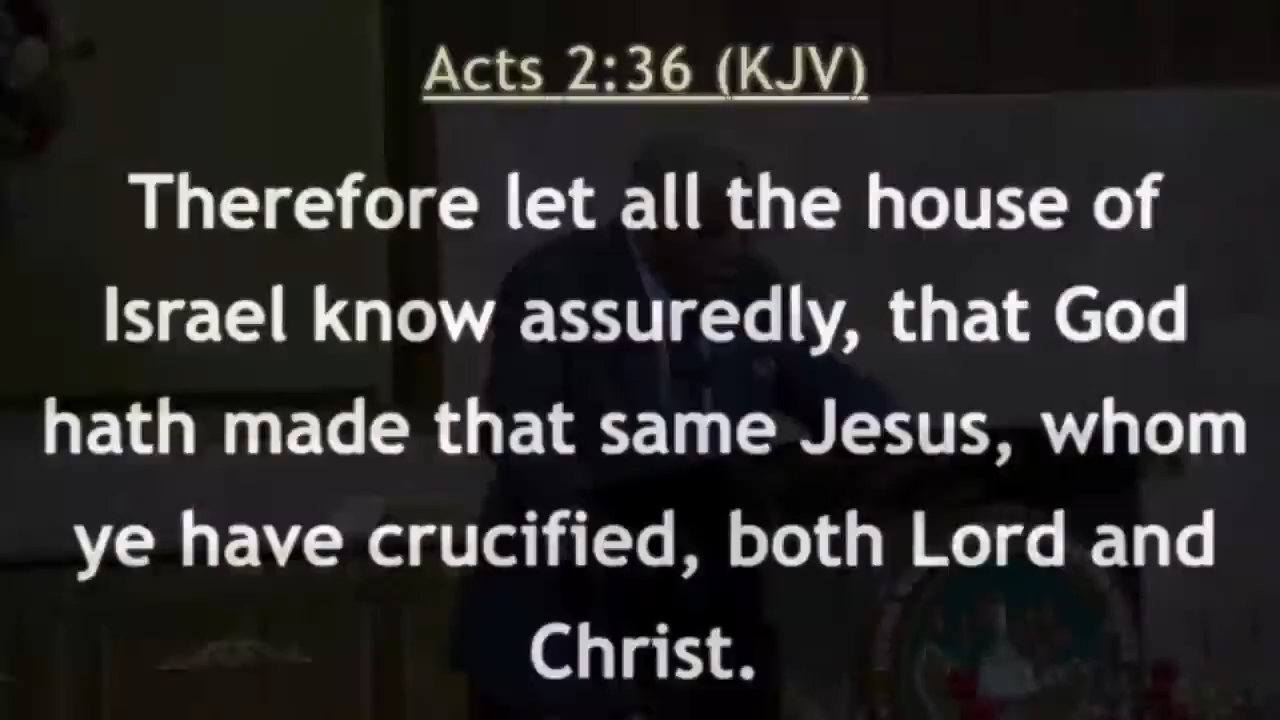 Acts 2:36 (KJV)
Therefore let all the house of
Israel know assuredly, that God
hath made that same Jesus, whom
ye have crucified, both Lord and
Christ.